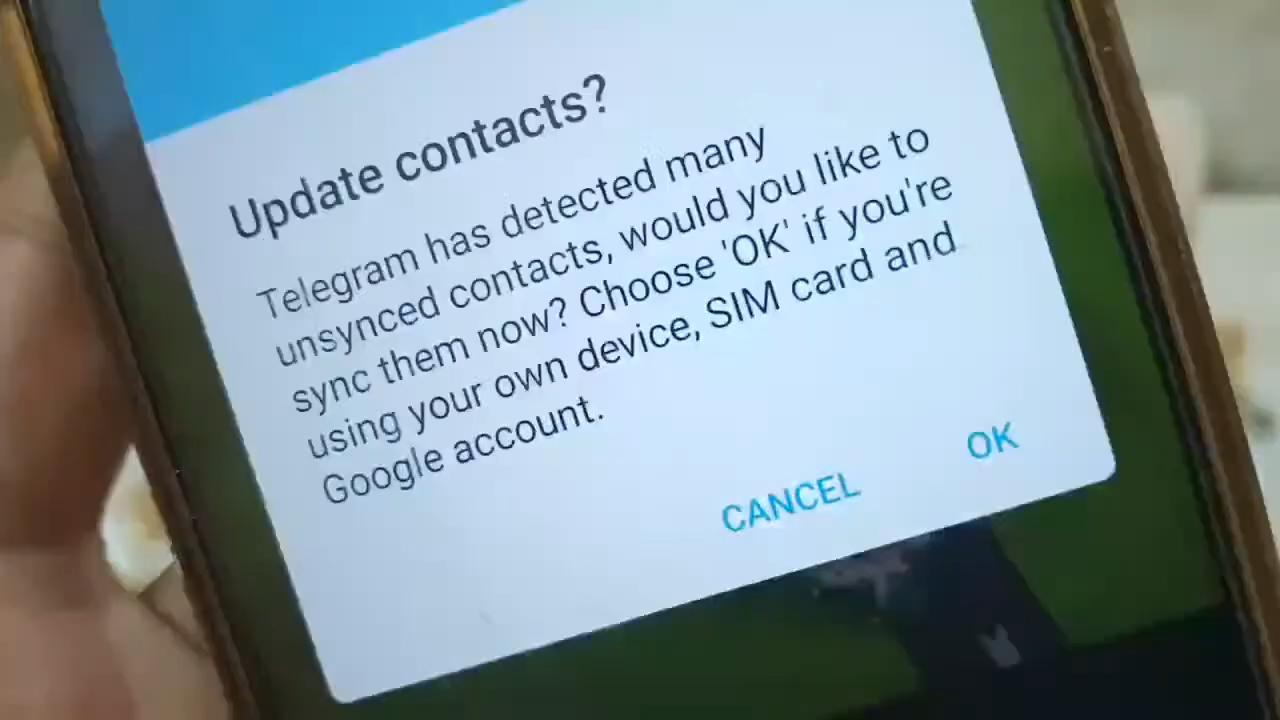 Update contacts?
Telegram has detected many
unsynced contacts, would you like to
sync them now? Choose 'OK' if you're
using your own device, SIM card and
Google account.
CANCEL
OK